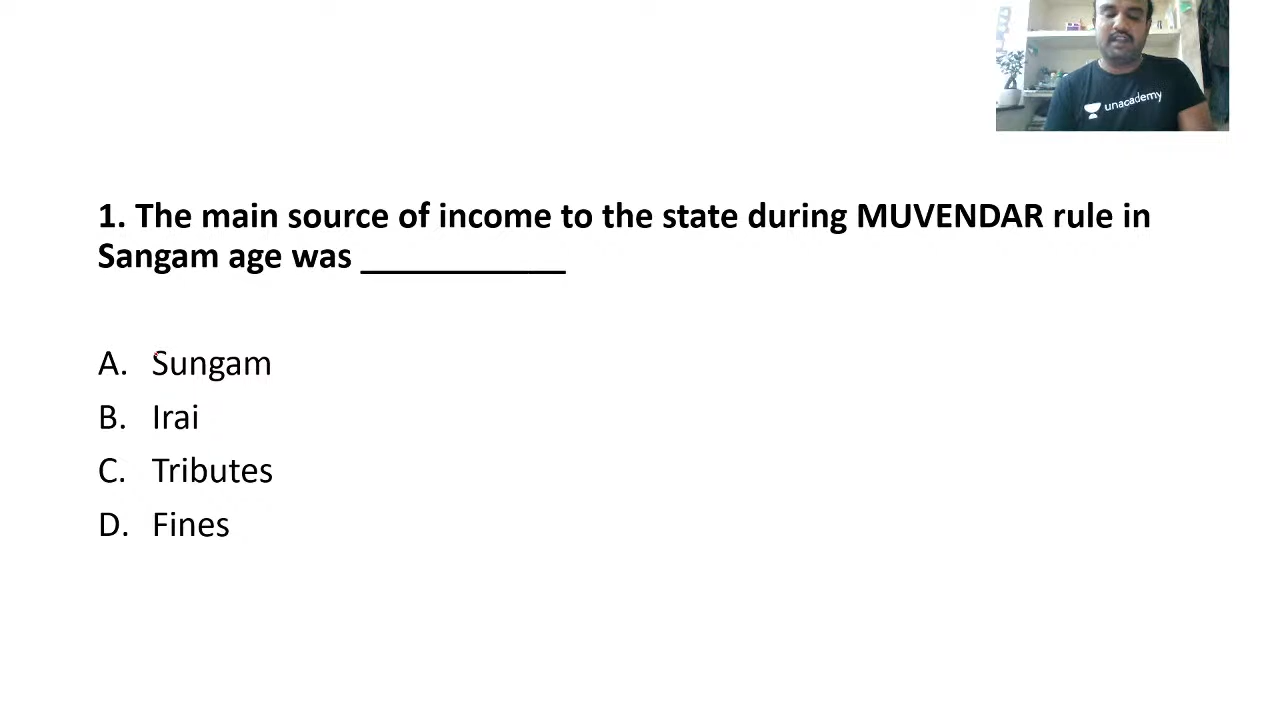 unacademy
1. The main source of income to the state during MUVENDAR rule in
Sangam age was ____________
A. Sungam
B. Irai
C. Tributes
D. Fines